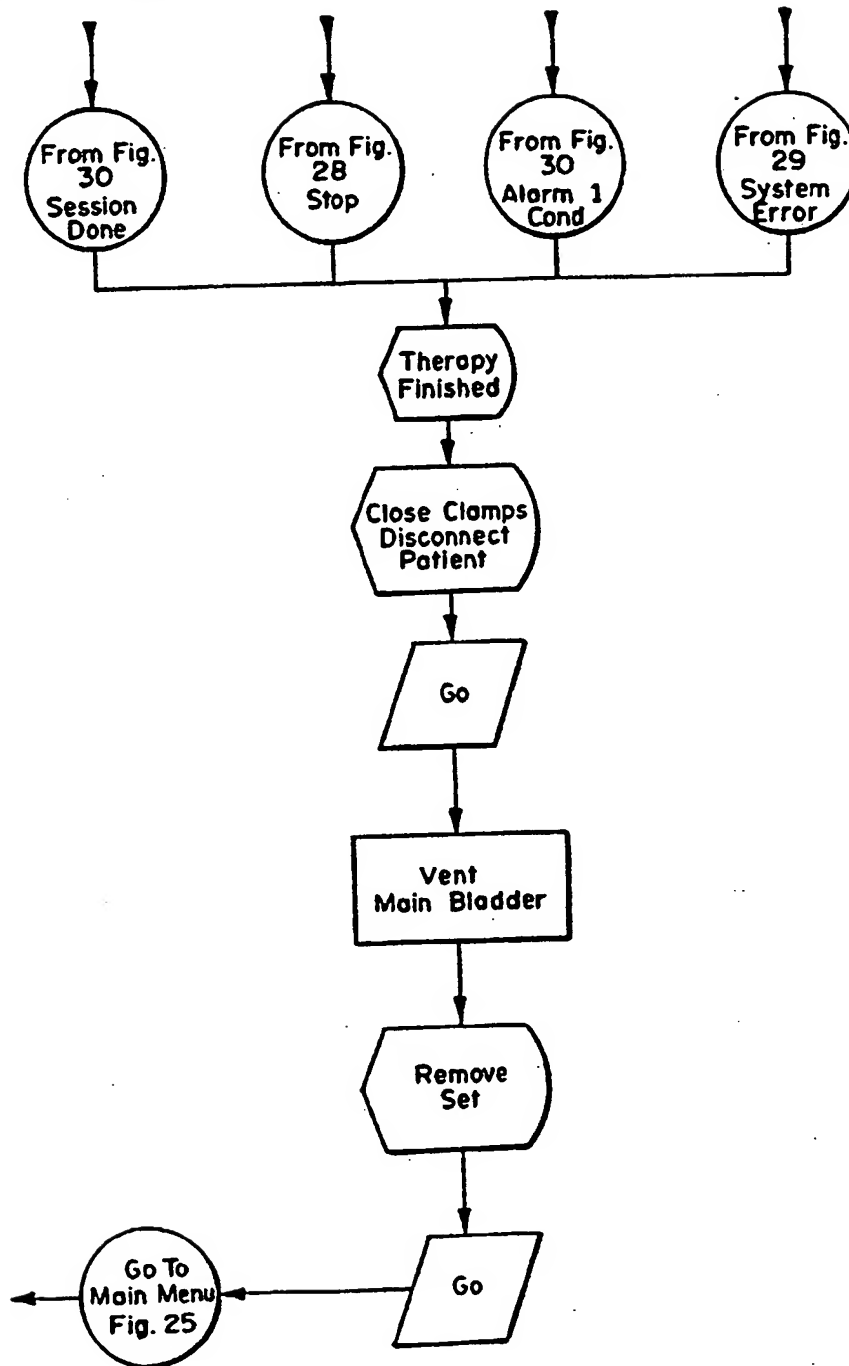 From Fig.
30
Session
Done
From Fig.
28
Stop
From Fig.
30
Alarm 1
Cond
From Fig.
29
System
Error
Therapy
Finished
Close Clamps
Disconnect
Patient
Go
Vent
Main Bladder
Remove
Set
Go
Go To
Main Menu
Fig. 25